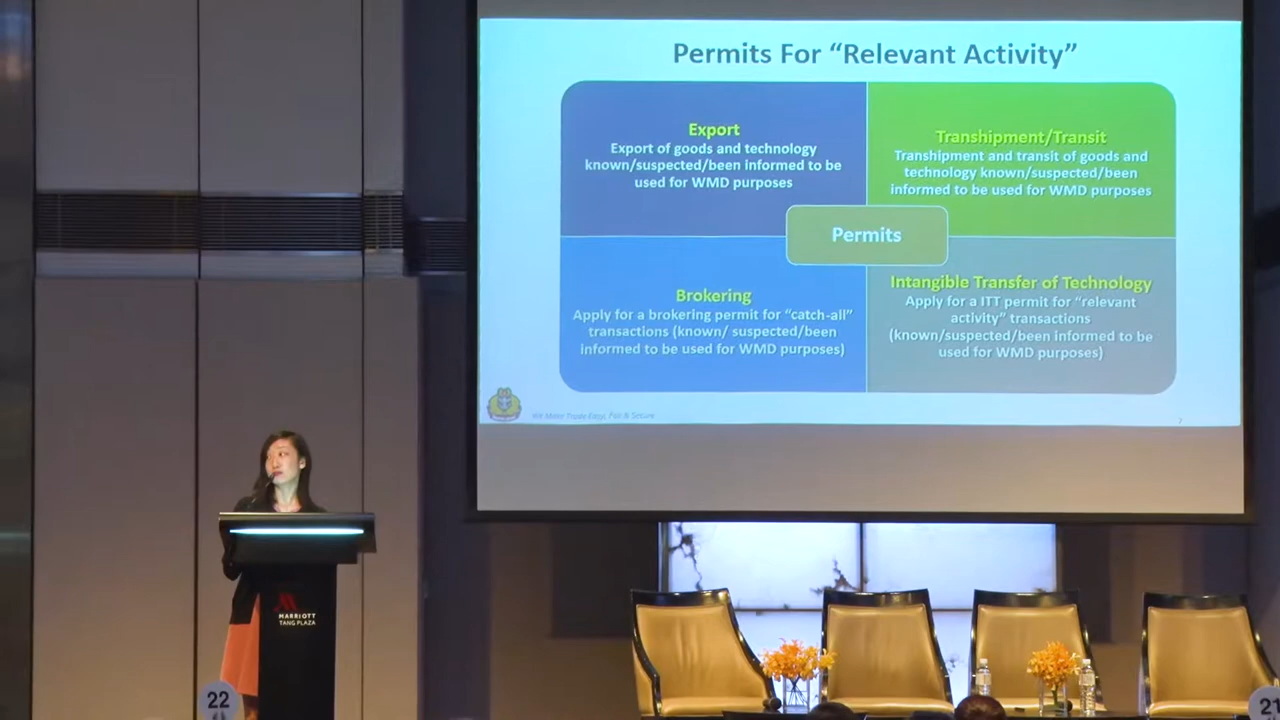 Permits For “Relevant Activity”
Export
Export of goods and technology
known/suspected/been informed to be
used for WMD purposes
Transhipment/Transit
Transhipment and transit of goods and
technology known/suspected/been
informed to be used for WMD purposes
Permits
Brokering
Apply for a brokering permit for “catch-all”
transactions (known/ suspected/been
informed to be used for WMD purposes)
Intangible Transfer of Technology
Apply for a ITT permit for “relevant
activity” transactions
(known/suspected/been informed to be
used for WMD purposes)
We Make Trade Easy, Fair & Secure
7
MARRIOTT
TANG PLAZA
22
21